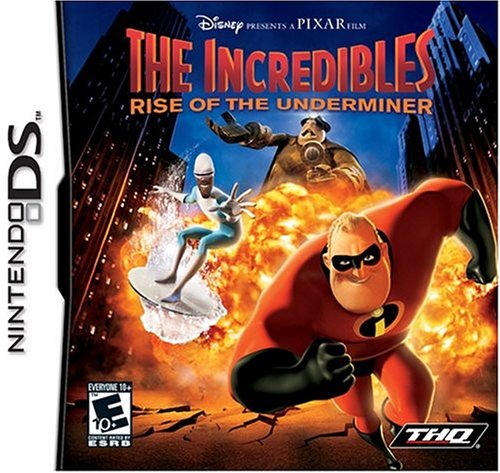 Disney PRESENTS A PIXAR FILM
THE INCREDIBLES
RISE OF THE UNDERMINER
NINTENDO DS™
EVERYONE 10+
E
10+
CONTENT RATED BY
ESRB
i
THQ